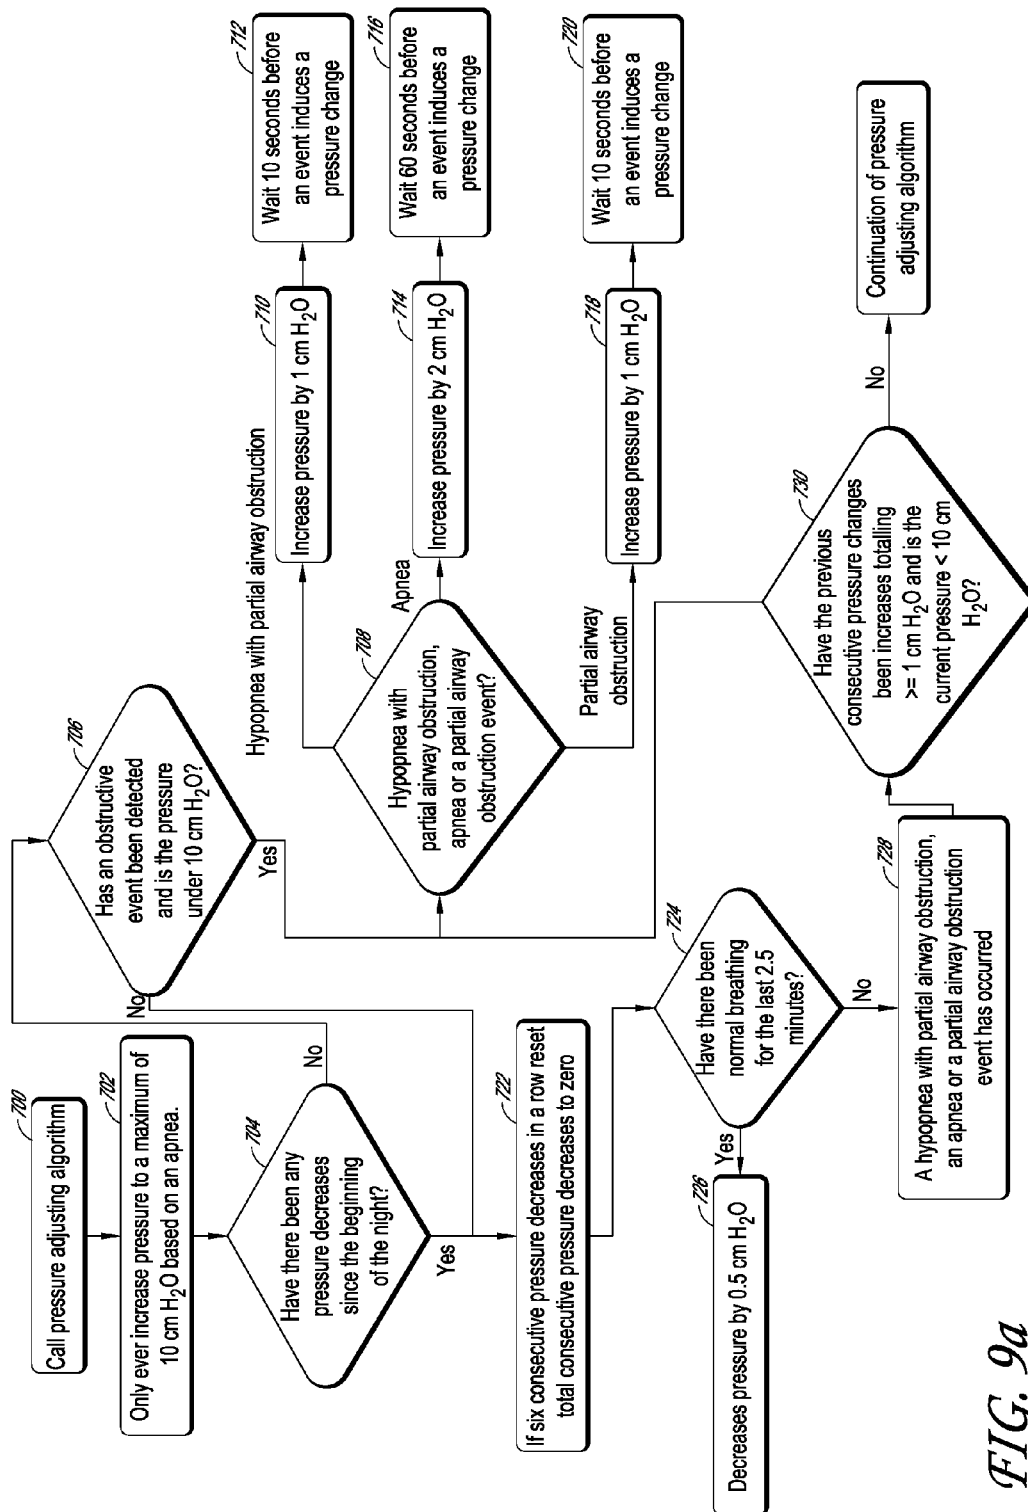 700
Call pressure adjusting algorithm
702
Only ever increase pressure to a maximum of
10 cm H₂O based on an apnea.
704
Have there been any
pressure decreases
since the beginning
of the night?
No
Yes
706
Has an obstructive
event been detected
and is the pressure
under 10 cm H₂O?
No
Yes
708
Hypopnea with
partial airway obstruction,
apnea or a partial airway
obstruction event?
Hypopnea with partial airway obstruction
710
Increase pressure by 1 cm H₂O
712
Wait 10 seconds before
an event induces a
pressure change
Apnea
714
Increase pressure by 2 cm H₂O
716
Wait 60 seconds before
an event induces a
pressure change
Partial airway
obstruction
718
Increase pressure by 1 cm H₂O
720
Wait 10 seconds before
an event induces a
pressure change
722
If six consecutive pressure decreases in a row reset
total consecutive pressure decreases to zero
724
Have there been
normal breathing
for the last 2.5
minutes?
Yes
No
726
Decreases pressure by 0.5 cm H₂O
728
A hypopnea with partial airway obstruction,
an apnea or a partial airway obstruction
event has occurred
730
Have the previous
consecutive pressure changes
been increases totalling
>= 1 cm H₂O and is the
current pressure < 10 cm
H₂O?
No
Continuation of pressure
adjusting algorithm
FIG. 9a